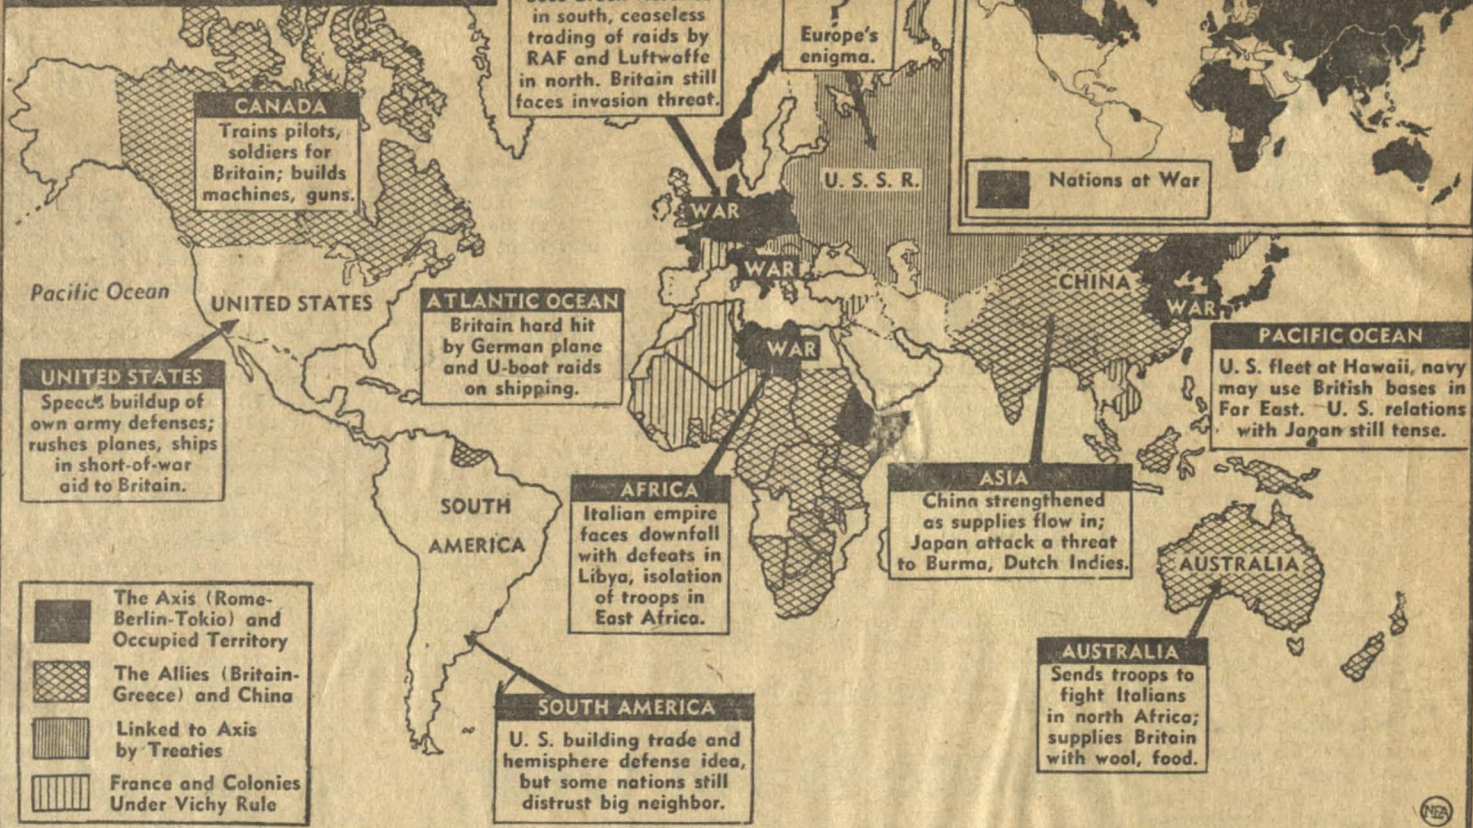 in south, ceaseless
trading of raids by
RAF and Luftwaffe
in north. Britain still
faces invasion threat.
?
Europe's
enigma.
Nations at War
CANADA
Trains pilots,
soldiers for
Britain; builds
machines, guns.
U. S. S. R.
WAR
WAR
CHINA
WAR
WAR
Pacific Ocean
UNITED STATES
ATLANTIC OCEAN
Britain hard hit
by German plane
and U-boat raids
on shipping.
PACIFIC OCEAN
U. S. fleet at Hawaii, navy
may use British bases in
Far East. U. S. relations
with Japan still tense.
UNITED STATES
Speeds buildup of
own army defenses;
rushes planes, ships
in short-of-war
aid to Britain.
SOUTH
AMERICA
AFRICA
Italian empire
faces downfall
with defeats in
Libya, isolation
of troops in
East Africa.
ASIA
China strengthened
as supplies flow in;
Japan attack a threat
to Burma, Dutch Indies.
AUSTRALIA
AUSTRALIA
Sends troops to
fight Italians
in north Africa;
supplies Britain
with wool, food.
SOUTH AMERICA
U. S. building trade and
hemisphere defense idea,
but some nations still
distrust big neighbor.
The Axis (Rome-
Berlin-Tokio) and
Occupied Territory
The Allies (Britain-
Greece) and China
Linked to Axis
by Treaties
France and Colonies
Under Vichy Rule
NEA